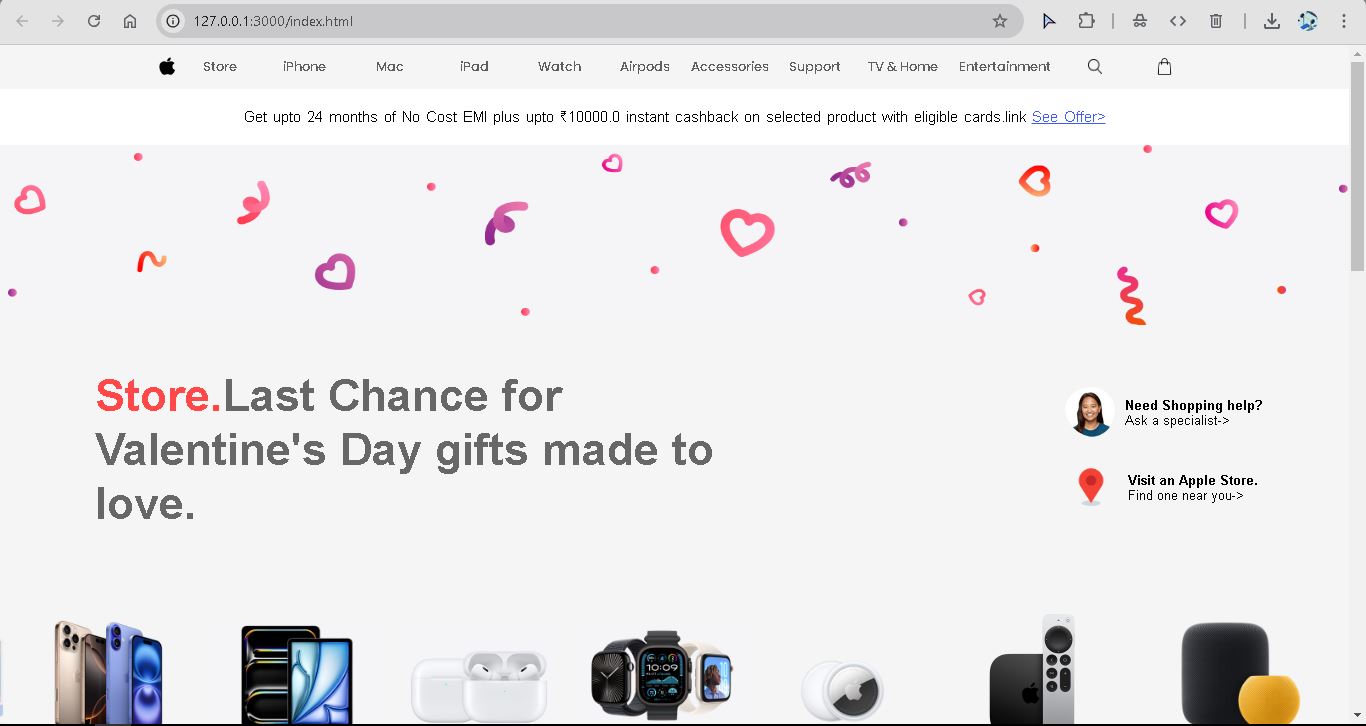 127.0.0.1:3000/index.html
Store iPhone Mac iPad Watch Airpods Accessories Support TV & Home Entertainment
Get upto 24 months of No Cost EMI plus upto ₹10000.0 instant cashback on selected product with eligible cards.link See Offer>
Store.Last Chance for
Valentine's Day gifts made to
love.
Need Shopping help?
Ask a specialist->
Visit an Apple Store.
Find one near you->
10:09